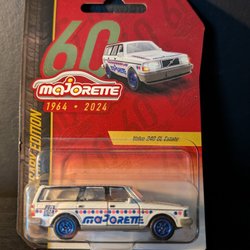 60
majorette
1964 • 2024
Volvo 240 GL Estate
EDITION
majorette